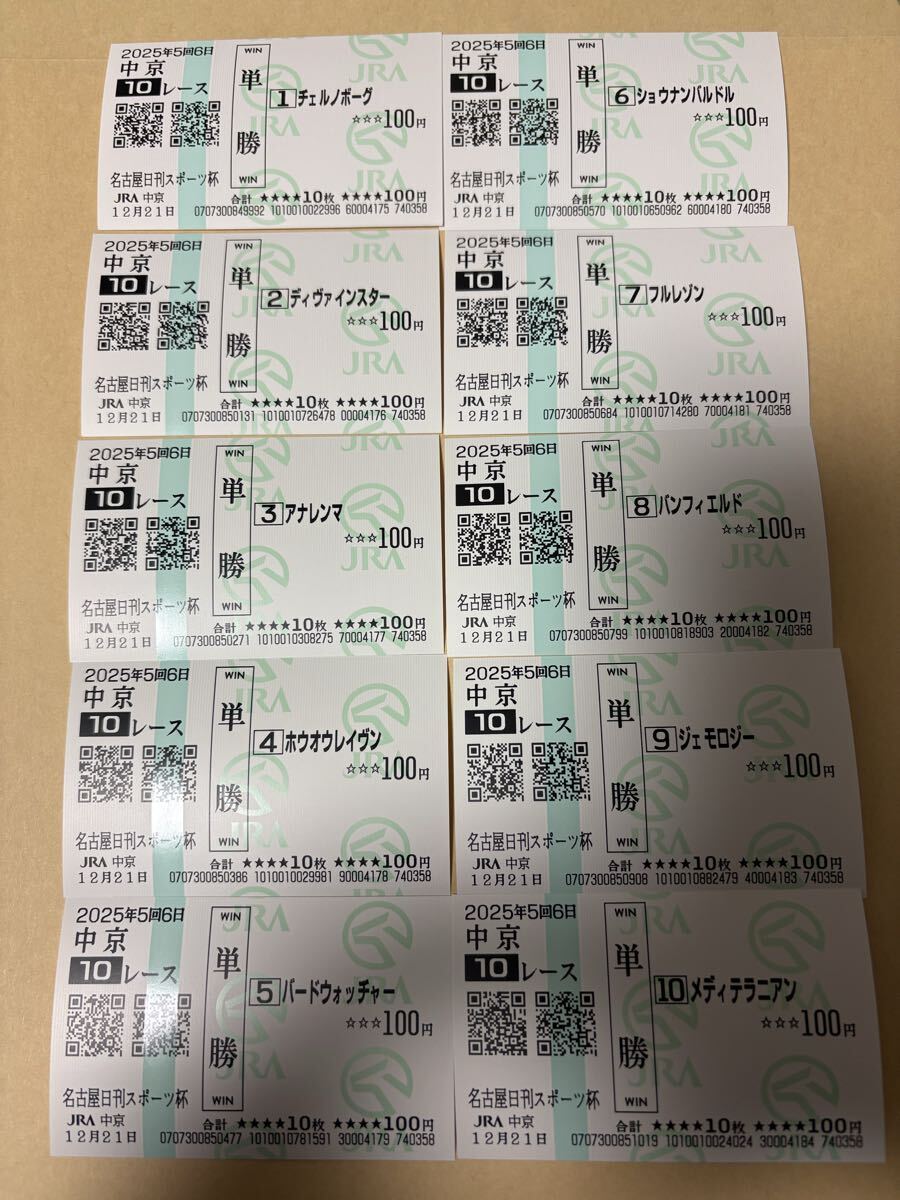 2025年5回6日
中京
10レース
WIN
単勝
WIN
1 チェルノボーグ
☆☆☆100円
名古屋日刊スポーツ杯
JRA 中京
12月21日
合計 ★★★★10枚 ★★★★100円
0707300849992 1010010022996 60004175 740358
JRA
2025年5回6日
中京
10レース
WIN
単勝
WIN
6 ショウナンバルドル
☆☆☆100円
名古屋日刊スポーツ杯
JRA 中京
12月21日
合計 ★★★★10枚 ★★★★100円
0707300850570 1010010650962 60004180 740358
JRA
2025年5回6日
中京
10レース
WIN
単勝
WIN
2 ディヴァインスター
☆☆☆100円
名古屋日刊スポーツ杯
JRA 中京
12月21日
合計 ★★★★10枚 ★★★★100円
0707300850131 1010010726478 00004176 740358
JRA
2025年5回6日
中京
10レース
WIN
単勝
WIN
7 フルレゾン
☆☆☆100円
名古屋日刊スポーツ杯
JRA 中京
12月21日
合計 ★★★★10枚 ★★★★100円
0707300850684 1010010714280 70004181 740358
JRA
2025年5回6日
中京
10レース
WIN
単勝
WIN
3 アナレンマ
☆☆☆100円
名古屋日刊スポーツ杯
JRA 中京
12月21日
合計 ★★★★10枚 ★★★★100円
0707300850271 1010010308275 70004177 740358
JRA
2025年5回6日
中京
10レース
WIN
単勝
WIN
8 バンフィエルド
☆☆☆100円
名古屋日刊スポーツ杯
JRA 中京
12月21日
合計 ★★★★10枚 ★★★★100円
0707300850799 1010010818903 20004182 740358
JRA
2025年5回6日
中京
10レース
WIN
単勝
WIN
4 ホウオウレイヴン
☆☆☆100円
名古屋日刊スポーツ杯
JRA 中京
12月21日
合計 ★★★★10枚 ★★★★100円
0707300850386 1010010029981 90004178 740358
JRA
2025年5回6日
中京
10レース
WIN
単勝
WIN
9 ジェモロジー
☆☆☆100円
名古屋日刊スポーツ杯
JRA 中京
12月21日
合計 ★★★★10枚 ★★★★100円
0707300850908 1010010882479 40004183 740358
JRA
2025年5回6日
中京
10レース
WIN
単勝
WIN
5 バードウォッチャー
☆☆☆100円
名古屋日刊スポーツ杯
JRA 中京
12月21日
合計 ★★★★10枚 ★★★★100円
0707300850477 1010010781591 30004179 740358
JRA
2025年5回6日
中京
10レース
WIN
単勝
WIN
10 メディテラニアン
☆☆☆100円
名古屋日刊スポーツ杯
JRA 中京
12月21日
合計 ★★★★10枚 ★★★★100円
0707300851019 1010010024024 30004184 740358
JRA